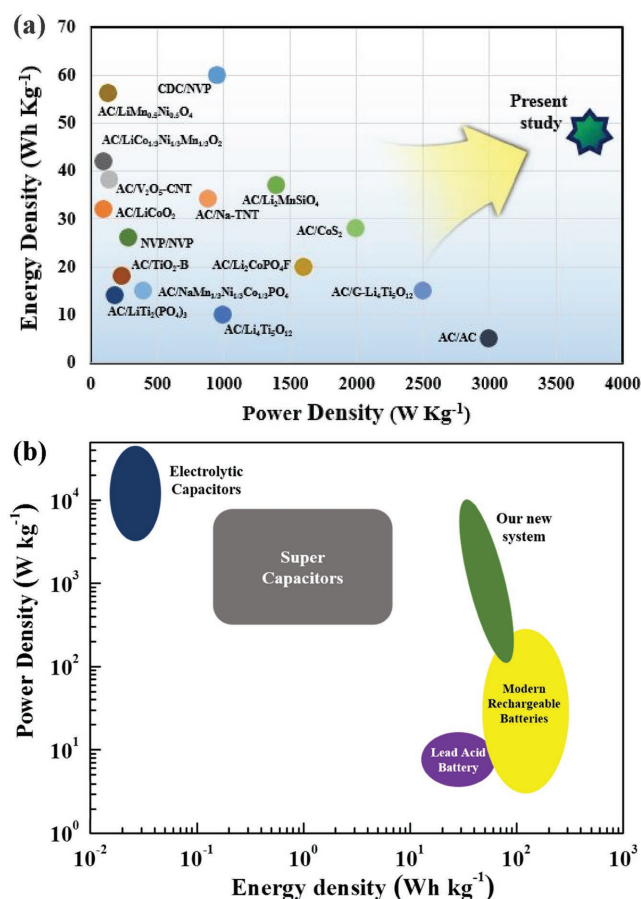 (a)
70
60
50
40
30
20
10
0
Energy Density (Wh Kg⁻¹)
CDC/NVP
AC/LiMn₀.₅Ni₀.₅O₄
AC/LiCo₁/₃Ni₁/₃Mn₁/₃O₂
AC/V₂O₅-CNT
AC/LiCoO₂
AC/Na-TNT
AC/Li₂MnSiO₄
NVP/NVP
AC/CoS₂
AC/TiO₂-B
AC/Li₂CoPO₄F
AC/NaMn₁/₃Ni₁/₃Co₁/₃PO₄
AC/C-Li₄Ti₅O₁₂
AC/LiTi₂(PO₄)₃
AC/Li₄Ti₅O₁₂
AC/AC
Present
study
0 500 1000 1500 2000 2500 3000 3500 4000
Power Density (W Kg⁻¹)
(b)
10⁴
10³
10²
10¹
10⁰
Power Density (W kg⁻¹)
Electrolytic
Capacitors
Super
Capacitors
Our new
system
Modern
Rechargeable
Batteries
Lead Acid
Battery
10⁻² 10⁻¹ 10⁰ 10¹ 10² 10³
Energy density (Wh kg⁻¹)